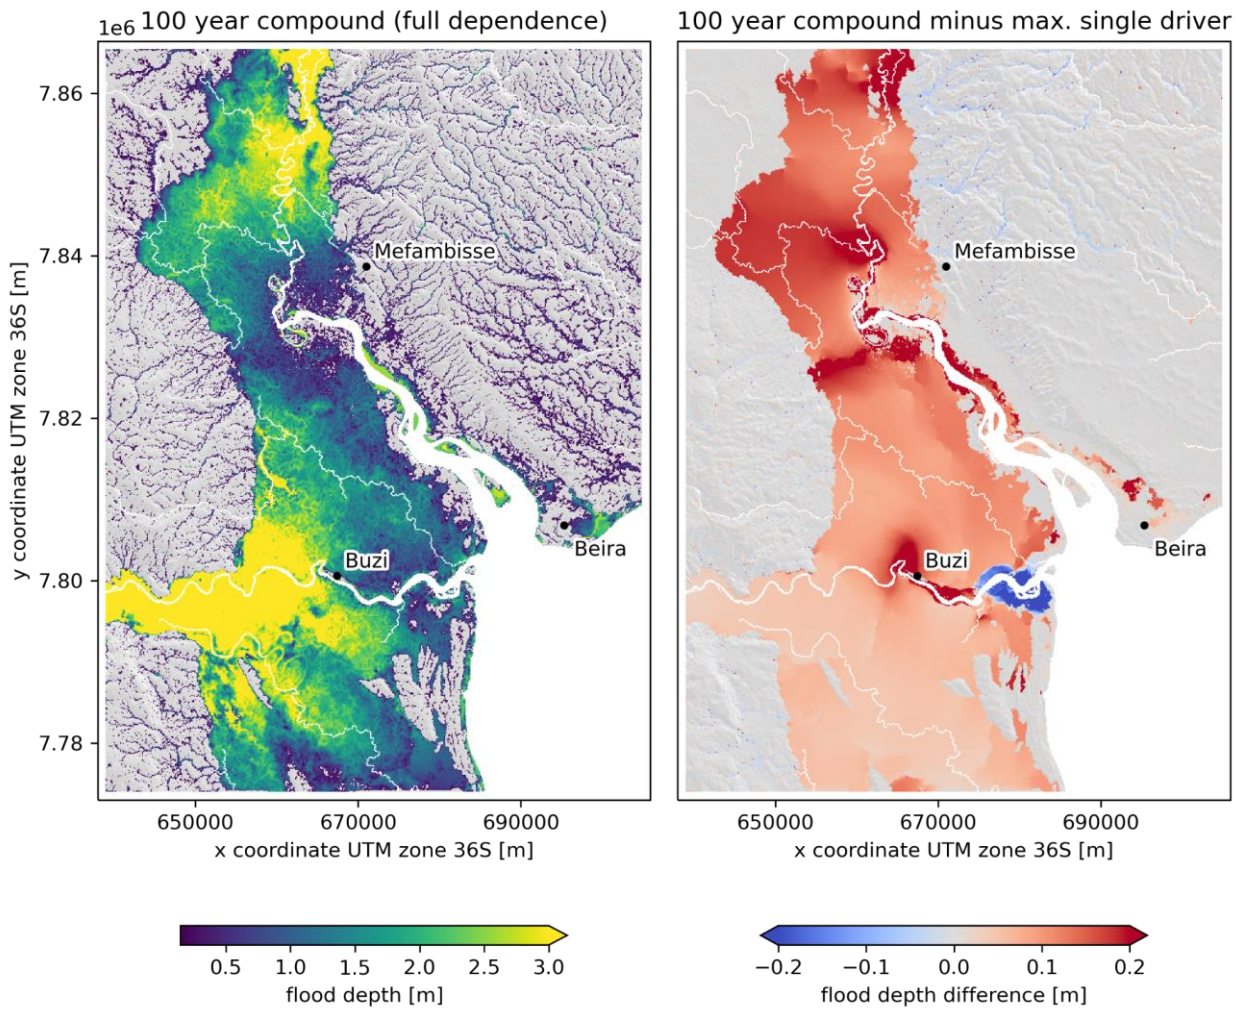 1e6 100 year compound (full dependence)
100 year compound minus max. single driver
7.86
7.84
7.82
7.80
7.78
y coordinate UTM zone 36S [m]
Mefambisse
Buzi
Beira
650000 670000 690000
x coordinate UTM zone 36S [m]
Mefambisse
Buzi
Beira
650000 670000 690000
x coordinate UTM zone 36S [m]
0.5 1.0 1.5 2.0 2.5 3.0
flood depth [m]
−0.2 −0.1 0.0 0.1 0.2
flood depth difference [m]